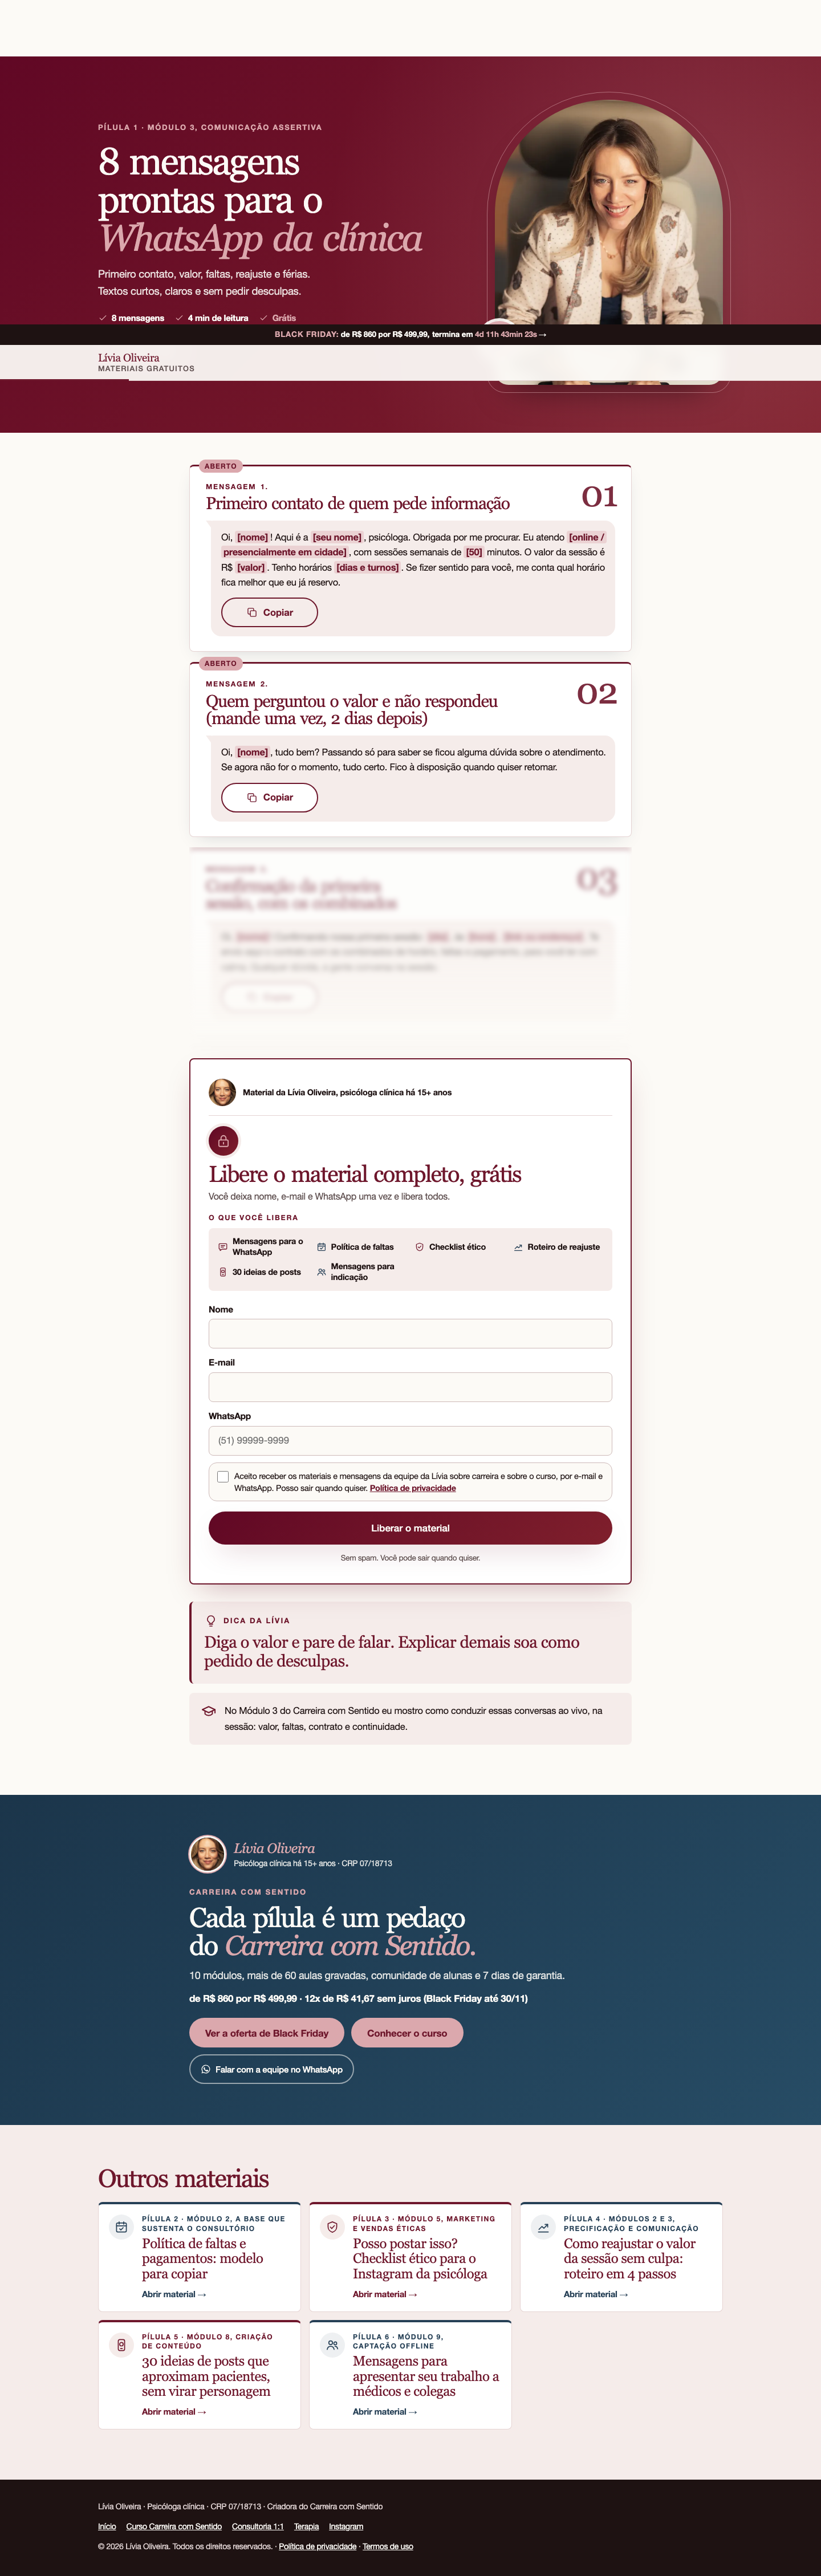 PÍLULA 1 · MÓDULO 3, COMUNICAÇÃO ASSERTIVA
8 mensagens
prontas para o
WhatsApp da clínica
Primeiro contato, valor, faltas, reajuste e férias.
Textos curtos, claros e sem pedir desculpas.
8 mensagens
4 min de leitura
Grátis
BLACK FRIDAY: de R$ 860 por R$ 499,99, termina em 4d 11h 43min 23s →
Lívia Oliveira
MATERIAIS GRATUITOS
ABERTO
MENSAGEM 1.
Primeiro contato de quem pede informação
01
Oi, [nome]! Aqui é a [seu nome], psicóloga. Obrigada por me procurar. Eu atendo [online /
presencialmente em cidade], com sessões semanais de [50] minutos. O valor da sessão é
R$ [valor]. Tenho horários [dias e turnos]. Se fizer sentido para você, me conta qual horário
fica melhor que eu já reservo.
Copiar
ABERTO
MENSAGEM 2.
Quem perguntou o valor e não respondeu
(mande uma vez, 2 dias depois)
02
Oi, [nome], tudo bem? Passando só para saber se ficou alguma dúvida sobre o atendimento.
Se agora não for o momento, tudo certo. Fico à disposição quando quiser retomar.
Copiar
Confirmação da primeira
sessão, com os combinados
03
Material da Lívia Oliveira, psicóloga clínica há 15+ anos
Libere o material completo, grátis
Você deixa nome, e-mail e WhatsApp uma vez e libera todos.
O QUE VOCÊ LIBERA
Mensagens para o
WhatsApp
Política de faltas
Checklist ético
Roteiro de reajuste
30 ideias de posts
Mensagens para
indicação
Nome
E-mail
WhatsApp
(51) 99999-9999
Aceito receber os materiais e mensagens da equipe da Lívia sobre carreira e sobre o curso, por e-mail e
WhatsApp. Posso sair quando quiser. Política de privacidade
Liberar o material
Sem spam. Você pode sair quando quiser.
DICA DA LÍVIA
Diga o valor e pare de falar. Explicar demais soa como
pedido de desculpas.
No Módulo 3 do Carreira com Sentido eu mostro como conduzir essas conversas ao vivo, na
sessão: valor, faltas, contrato e continuidade.
Lívia Oliveira
Psicóloga clínica há 15+ anos · CRP 07/18713
CARREIRA COM SENTIDO
Cada pílula é um pedaço
do Carreira com Sentido.
10 módulos, mais de 60 aulas gravadas, comunidade de alunas e 7 dias de garantia.
de R$ 860 por R$ 499,99 · 12x de R$ 41,67 sem juros (Black Friday até 30/11)
Ver a oferta de Black Friday
Conhecer o curso
Falar com a equipe no WhatsApp
Outros materiais
PÍLULA 2 · MÓDULO 2, A BASE QUE
SUSTENTA O CONSULTÓRIO
Política de faltas e
pagamentos: modelo
para copiar
Abrir material →
PÍLULA 3 · MÓDULO 5, MARKETING
E VENDAS ÉTICAS
Posso postar isso?
Checklist ético para o
Instagram da psicóloga
Abrir material →
PÍLULA 4 · MÓDULOS 2 E 3,
PRECIFICAÇÃO E COMUNICAÇÃO
Como reajustar o valor
da sessão sem culpa:
roteiro em 4 passos
Abrir material →
PÍLULA 5 · MÓDULO 8, CRIAÇÃO
DE CONTEÚDO
30 ideias de posts que
aproximam pacientes,
sem virar personagem
Abrir material →
PÍLULA 6 · MÓDULO 9,
CAPTAÇÃO OFFLINE
Mensagens para
apresentar seu trabalho a
médicos e colegas
Abrir material →
Lívia Oliveira · Psicóloga clínica · CRP 07/18713 · Criadora do Carreira com Sentido
Início
Curso Carreira com Sentido
Consultoria 1:1
Terapia
Instagram
© 2026 Lívia Oliveira. Todos os direitos reservados. · Política de privacidade · Termos de uso